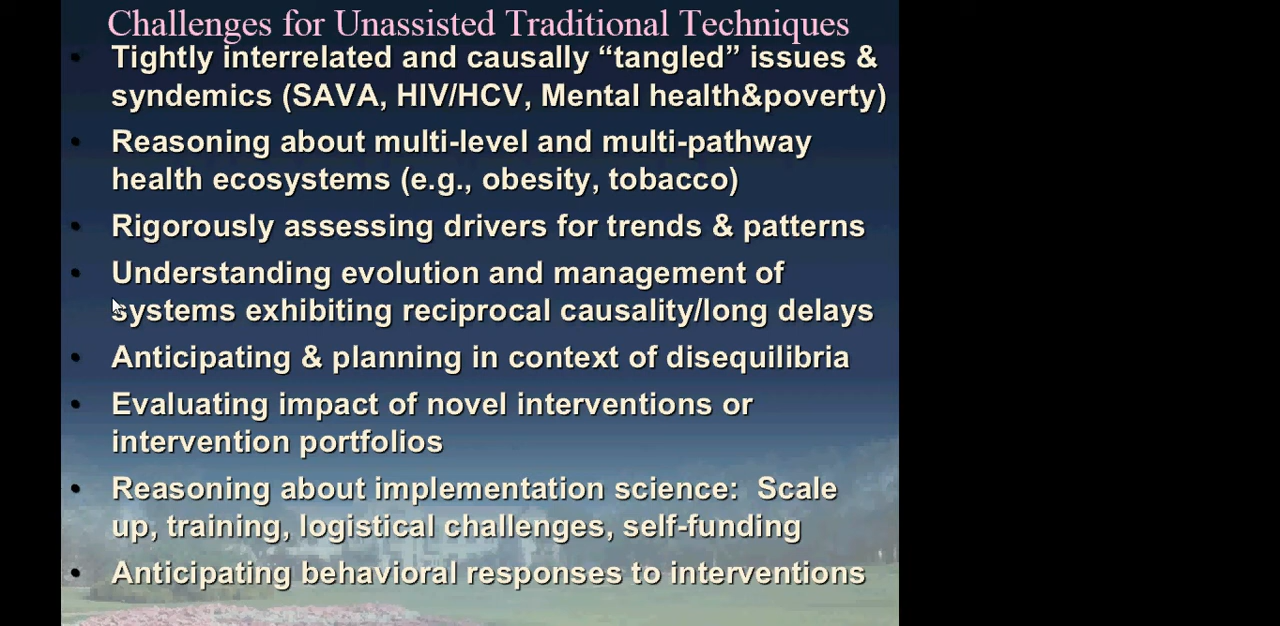 Challenges for Unassisted Traditional Techniques
• Tightly interrelated and causally “tangled” issues &
syndemics (SAVA, HIV/HCV, Mental health&poverty)
• Reasoning about multi-level and multi-pathway
health ecosystems (e.g., obesity, tobacco)
• Rigorously assessing drivers for trends & patterns
• Understanding evolution and management of
systems exhibiting reciprocal causality/long delays
• Anticipating & planning in context of disequilibria
• Evaluating impact of novel interventions or
intervention portfolios
• Reasoning about implementation science:  Scale
up, training, logistical challenges, self-funding
• Anticipating behavioral responses to interventions